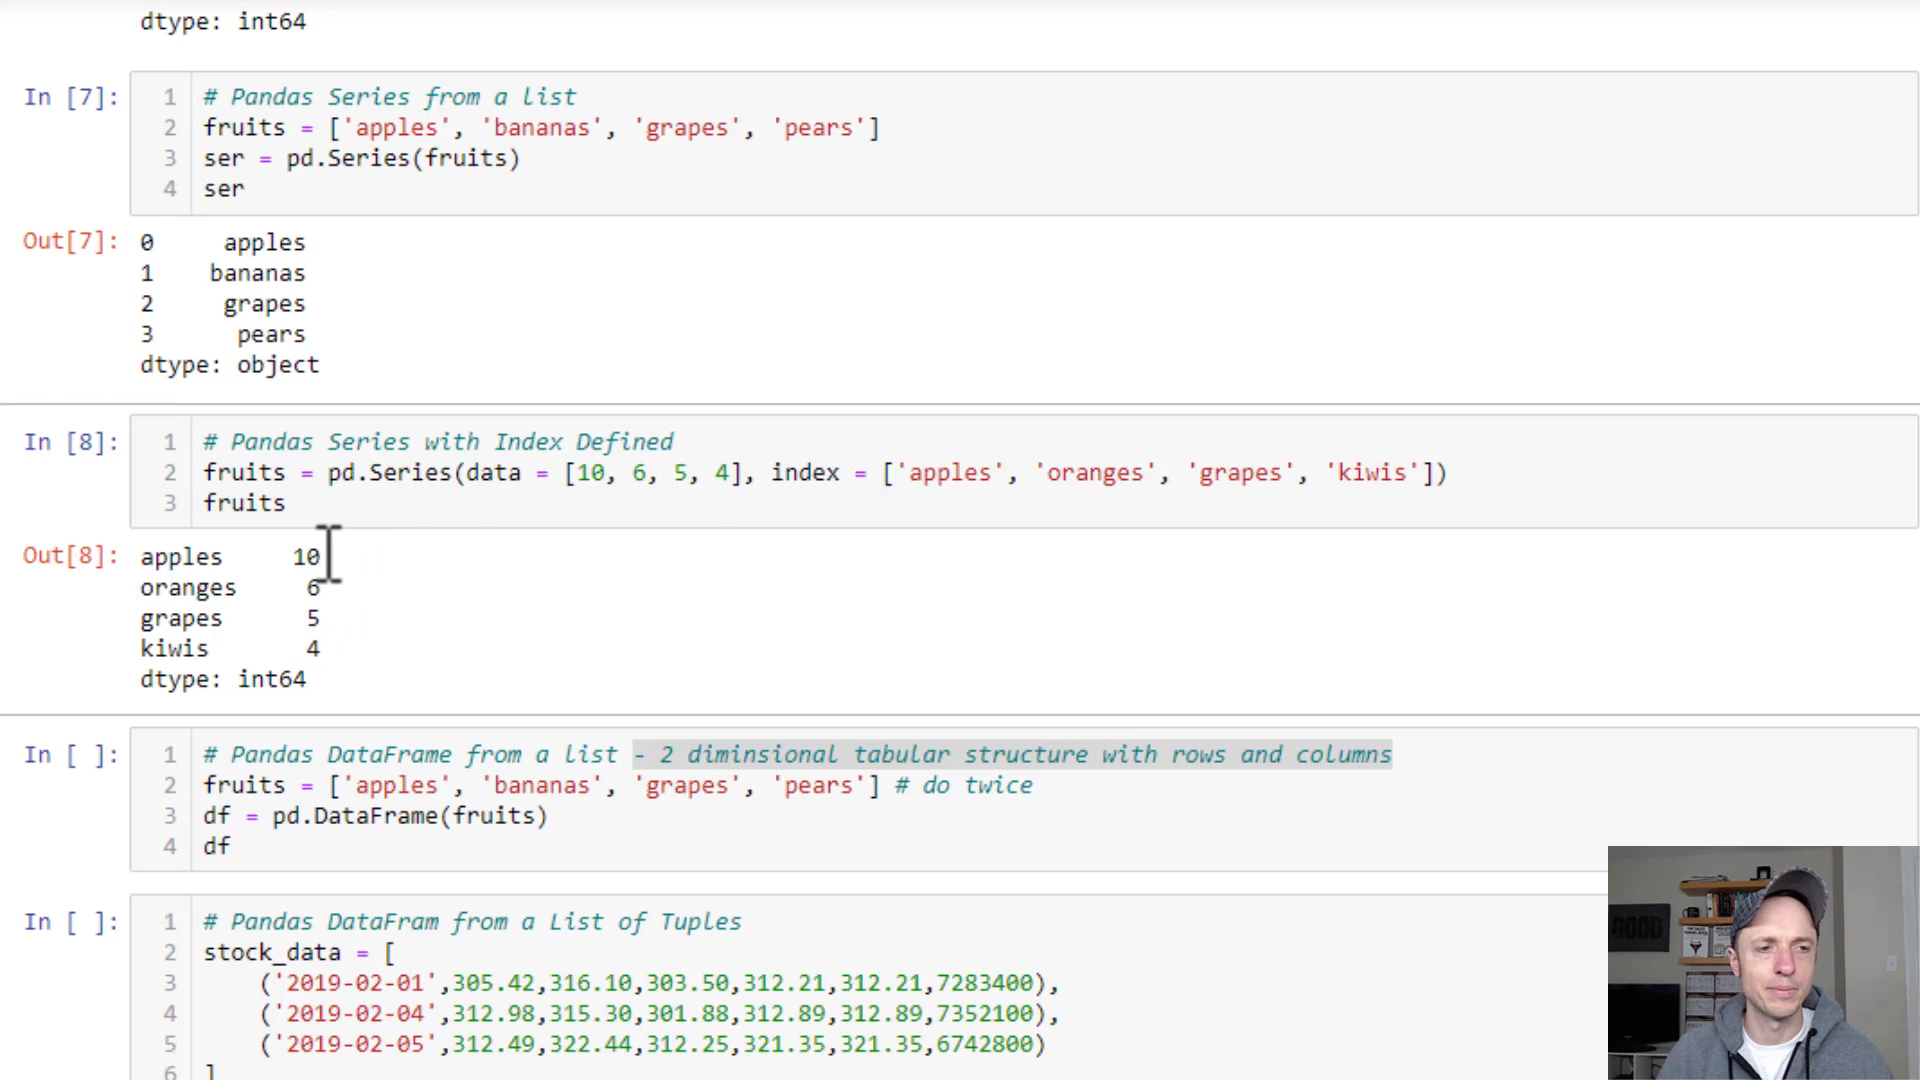 dtype: int64
In [7]:
1 # Pandas Series from a list
2 fruits = ['apples', 'bananas', 'grapes', 'pears']
3 ser = pd.Series(fruits)
4 ser
Out[7]:
0 apples
1 bananas
2 grapes
3 pears
dtype: object
In [8]:
1 # Pandas Series with Index Defined
2 fruits = pd.Series(data = [10, 6, 5, 4], index = ['apples', 'oranges', 'grapes', 'kiwis'])
3 fruits
Out[8]:
apples 10
oranges 6
grapes 5
kiwis 4
dtype: int64
In [ ]:
1 # Pandas DataFrame from a list - 2 diminsional tabular structure with rows and columns
2 fruits = ['apples', 'bananas', 'grapes', 'pears'] # do twice
3 df = pd.DataFrame(fruits)
4 df
In [ ]:
1 # Pandas DataFram from a List of Tuples
2 stock_data = [
3 ('2019-02-01',305.42,316.10,303.50,312.21,312.21,7283400),
4 ('2019-02-04',312.98,315.30,301.88,312.89,312.89,7352100),
5 ('2019-02-05',312.49,322.44,312.25,321.35,321.35,6742800)
6 ]